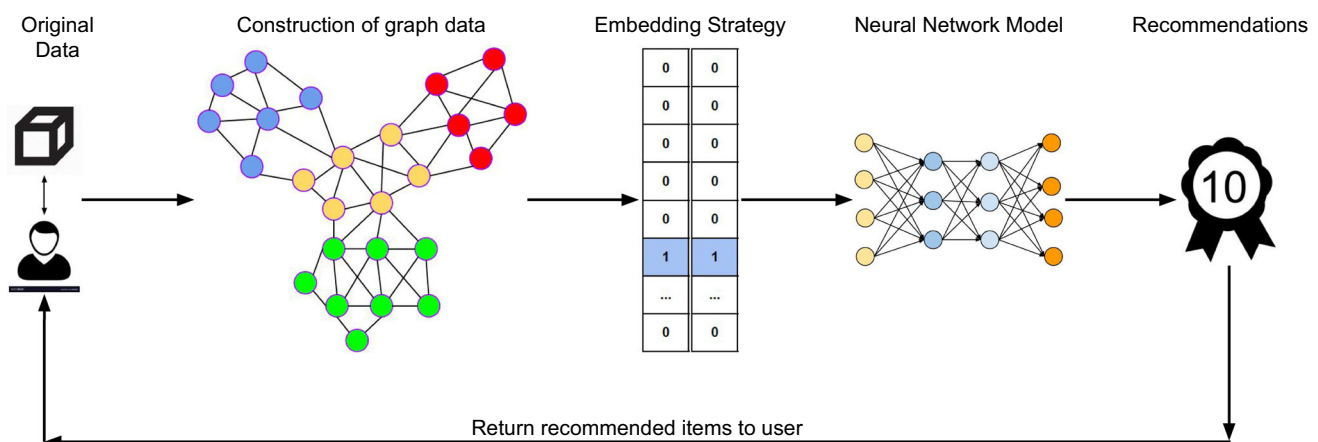 Original
Data
Construction of graph data
Embedding Strategy
Neural Network Model
Recommendations
0 0
0 0
0 0
0 0
0 0
1 1
... ...
0 0
10
Return recommended items to user